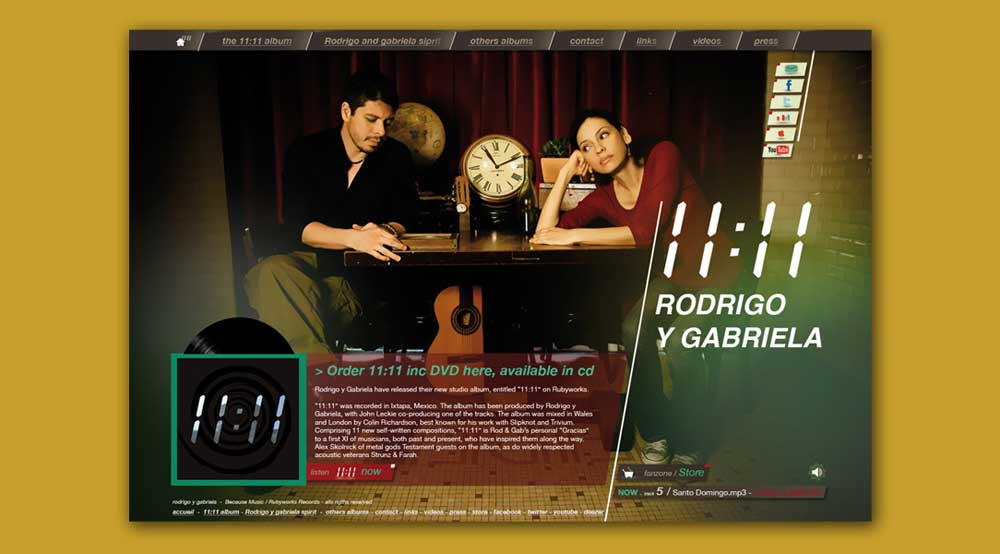 the 11:11 album
Rodrigo and gabriela siprit
others albums
contact
links
videos
press
You Tube
11:11
RODRIGO
Y GABRIELA
> Order 11:11 inc DVD here, available in cd
Rodrigo y Gabriela have released their new studio album, entitled "11:11" on Rubyworks.
"11:11" was recorded in Ixtapa, Mexico. The album has been produced by Rodrigo y
Gabriela, with John Leckie co-producing one of the tracks. The album was mixed in Wales
and London by Colin Richardson, best known for his work with Slipknot and Trivium.
Comprising 11 new self-written compositions, "11:11" is Rod & Gab's personal "Gracias"
to a first XI of musicians, both past and present, who have inspired them along the way.
Alex Skolnick of metal gods Testament guests on the album, as do widely respected
acoustic veterans Strunz & Farah.
11:11
listen 11:11 now
fanzone / Store
NOW - track 5 / Santo Domingo.mp3 -
rodrigo y gabriela - Because Music / Rubyworks Records - alls rigths reserved
accueil - 11:11 album - Rodrigo y gabriela spirit - others albums - contact - links - videos - press - store - facebook - twitter - youtube - deezer